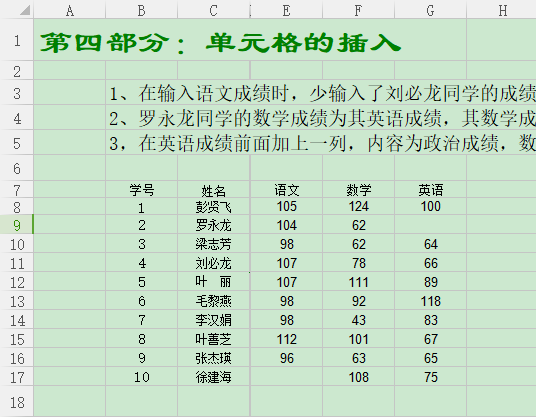 A B C E F G H
1 第四部分：单元格的插入
2
3 1、在输入语文成绩时，少输入了刘必龙同学的成绩
4 2、罗永龙同学的数学成绩为其英语成绩，其数学成
5 3，在英语成绩前面加上一列，内容为政治成绩，数
6
7 学号 姓名 语文 数学 英语
8 1 彭贤飞 105 124 100
9 2 罗永龙 104 62
10 3 梁志芳 98 62 64
11 4 刘必龙 107 78 66
12 5 叶 丽 107 111 89
13 6 毛黎燕 98 92 118
14 7 李汉娟 98 43 83
15 8 叶善芝 112 101 67
16 9 张杰瑛 96 63 65
17 10 徐建海 108 75
18